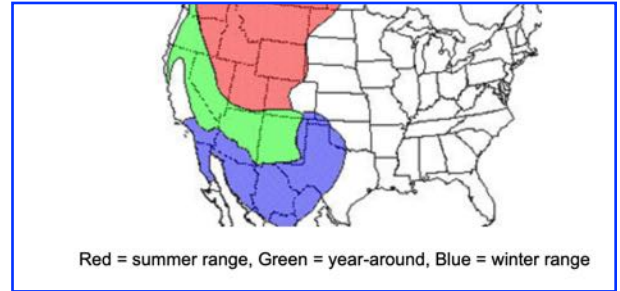 Red = summer range, Green = year-around, Blue = winter range